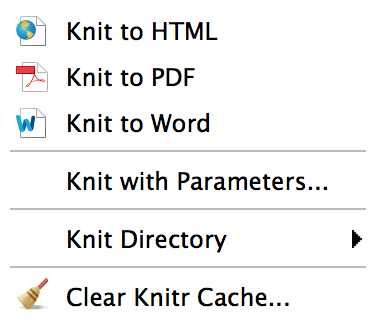 Knit to HTML
Knit to PDF
Knit to Word
Knit with Parameters...
Knit Directory
Clear Knitr Cache...